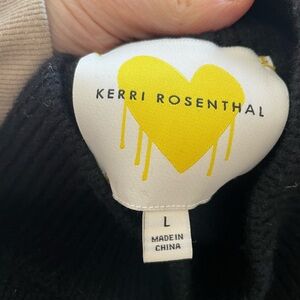 KERRI ROSENTHAL
L
MADE IN
CHINA